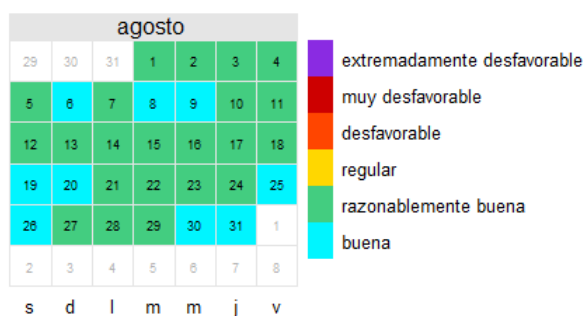 agosto
29 30 31 1 2 3 4
5 6 7 8 9 10 11
12 13 14 15 16 17 18
19 20 21 22 23 24 25
26 27 28 29 30 31 1
2 3 4 5 6 7 8
s d l m m j v
extremadamente desfavorable
muy desfavorable
desfavorable
regular
razonablemente buena
buena